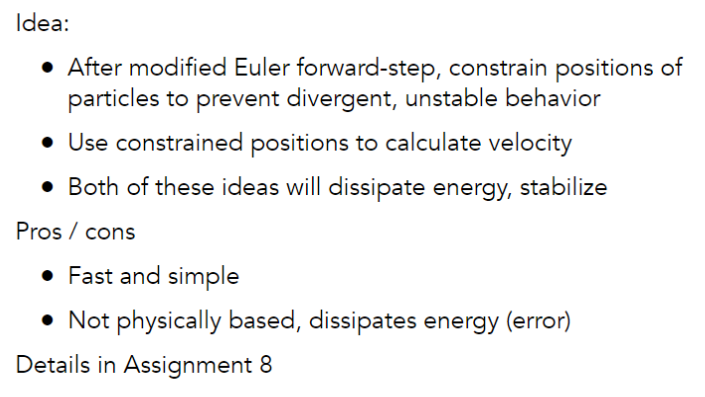 Idea:
• After modified Euler forward-step, constrain positions of
particles to prevent divergent, unstable behavior
• Use constrained positions to calculate velocity
• Both of these ideas will dissipate energy, stabilize
Pros / cons
• Fast and simple
• Not physically based, dissipates energy (error)
Details in Assignment 8